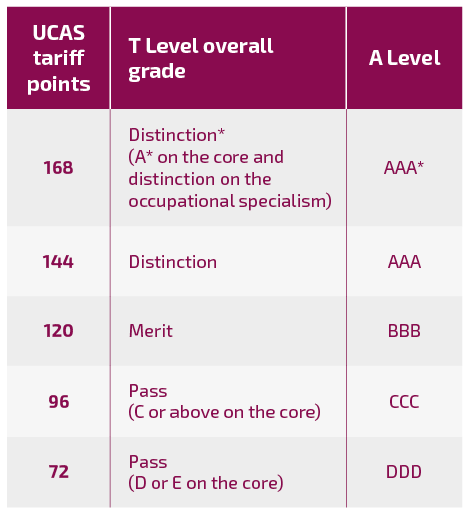 UCAS
tariff
points
T Level overall
grade
A Level
168
Distinction*
(A* on the core and
distinction on the
occupational specialism)
AAA*
144
Distinction
AAA
120
Merit
BBB
96
Pass
(C or above on the core)
CCC
72
Pass
(D or E on the core)
DDD